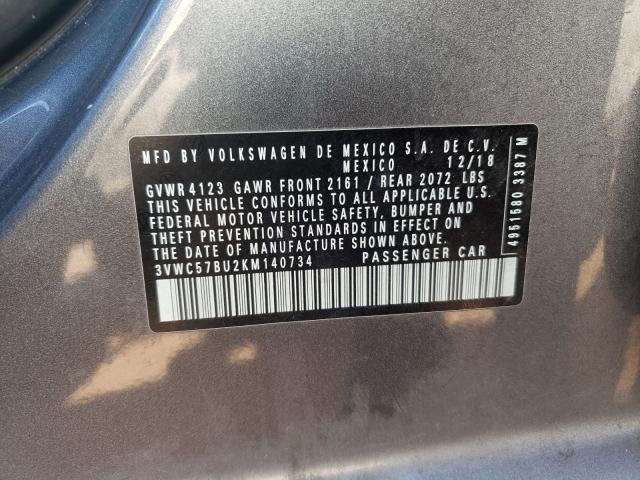 MFD BY VOLKSWAGEN DE MEXICO S.A. DE C.V.
MEXICO 12/18
GVWR 4123 GAWR FRONT 2161 / REAR 2072 LBS
THIS VEHICLE CONFORMS TO ALL APPLICABLE U.S.
FEDERAL MOTOR VEHICLE SAFETY, BUMPER AND
THEFT PREVENTION STANDARDS IN EFFECT ON
THE DATE OF MANUFACTURE SHOWN ABOVE.
3VWC57BU2KM140734 PASSENGER CAR
4951580 3387 M